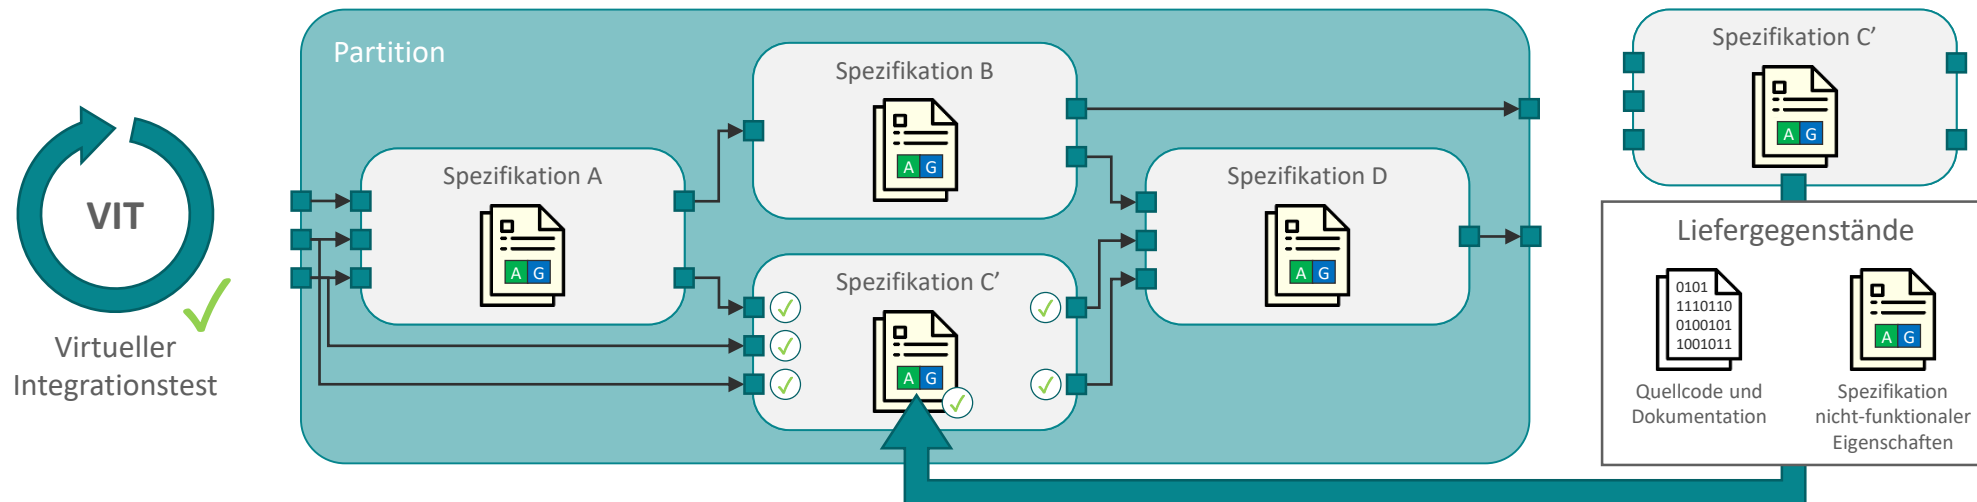 VIT
Virtueller
Integrationstest
Partition
Spezifikation A
A G
Spezifikation B
A G
Spezifikation C’
A G
Spezifikation D
A G
Spezifikation C’
A G
Liefergegenstände
0101
1110110
0100101
1001011
Quellcode und
Dokumentation
A G
Spezifikation
nicht-funktionaler
Eigenschaften